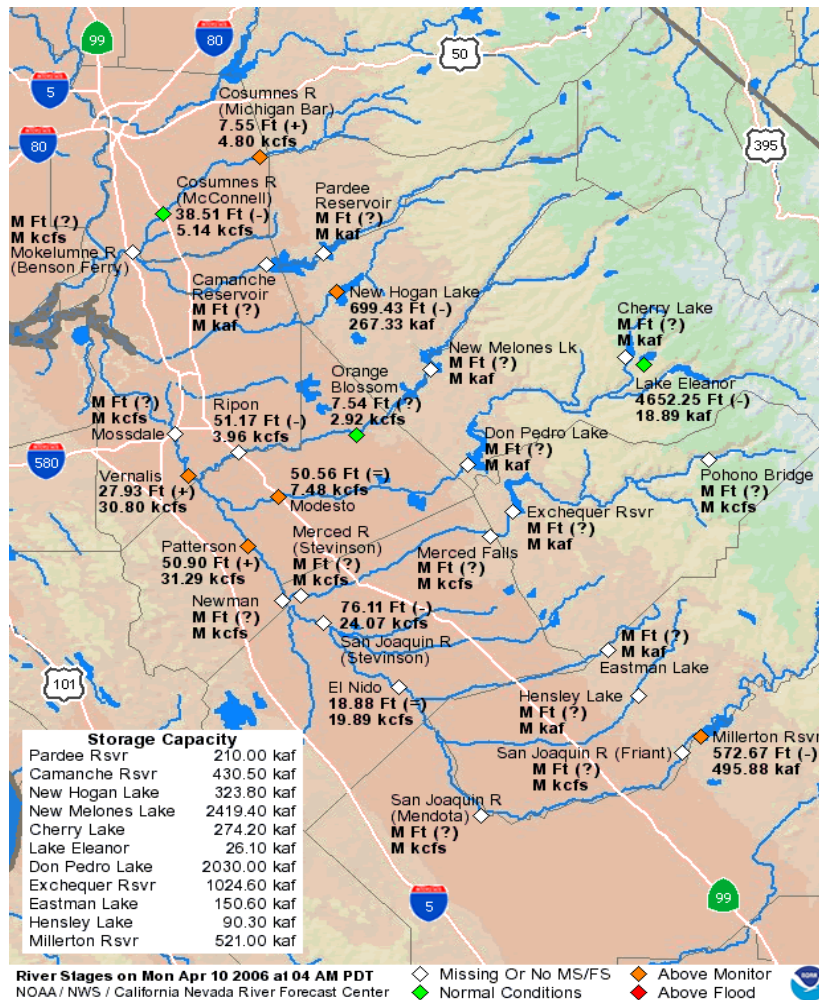 99
80
50
5
Cosumnes R
(Michigan Bar)
7.55 Ft (+)
4.80 kcfs
80
395
Cosumnes R
(McConnell)
38.51 Ft (-)
5.14 kcfs
Pardee
Reservoir
M Ft (?)
M kaf
M Ft (?)
M kcfs
Mokelumne R
(Benson Ferry)
Camanche
Reservoir
M Ft (?)
M kaf
New Hogan Lake
699.43 Ft (-)
267.33 kaf
Cherry Lake
M Ft (?)
M kaf
New Melones Lk
M Ft (?)
M kaf
Lake Eleanor
4652.25 Ft (-)
18.89 kaf
Orange
Blossom
7.54 Ft (?)
2.92 kcfs
M Ft (?)
M kcfs
Mossdale
Ripon
51.17 Ft (-)
3.96 kcfs
580
Don Pedro Lake
M Ft (?)
M kaf
Vernalis
27.93 Ft (+)
30.80 kcfs
50.56 Ft (=)
7.48 kcfs
Modesto
Pohono Bridge
M Ft (?)
M kcfs
Exchequer Rsvr
M Ft (?)
M kaf
Merced R
(Stevinson)
M Ft (?)
M kcfs
Merced Falls
M Ft (?)
M kcfs
Patterson
50.90 Ft (+)
31.29 kcfs
Newman
M Ft (?)
M kcfs
76.11 Ft (-)
24.07 kcfs
San Joaquin R
(Stevinson)
M Ft (?)
M kaf
Eastman Lake
101
El Nido
18.88 Ft (=)
19.89 kcfs
Hensley Lake
M Ft (?)
M kaf
Millerton Rsvr
572.67 Ft (-)
495.88 kaf
San Joaquin R (Friant)
M Ft (?)
M kcfs
San Joaquin R
(Mendota)
M Ft (?)
M kcfs
5
99
Storage Capacity
Pardee Rsvr 210.00 kaf
Camanche Rsvr 430.50 kaf
New Hogan Lake 323.80 kaf
New Melones Lake 2419.40 kaf
Cherry Lake 274.20 kaf
Lake Eleanor 26.10 kaf
Don Pedro Lake 2030.00 kaf
Exchequer Rsvr 1024.60 kaf
Eastman Lake 150.60 kaf
Hensley Lake 90.30 kaf
Millerton Rsvr 521.00 kaf
River Stages on Mon Apr 10 2006 at 04 AM PDT
NOAA / NWS / California Nevada River Forecast Center
Missing Or No MS/FS
Normal Conditions
Above Monitor
Above Flood